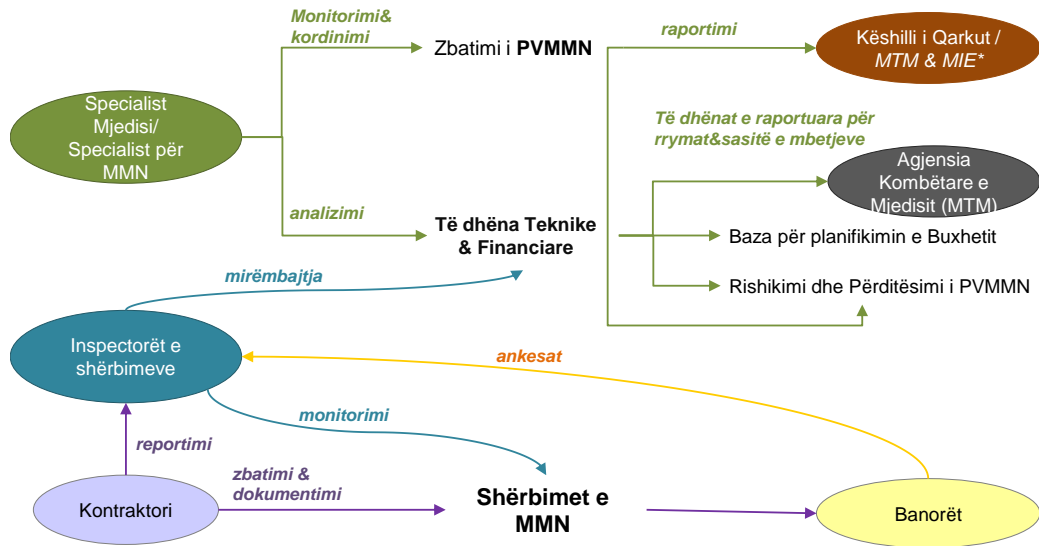 Monitorimi&
kordinimi
Zbatimi i PVMMN
raportimi
Këshilli i Qarkut /
MTM & MIE*
Specialist
Mjedisi/
Specialist për
MMN
Të dhënat e raportuara për
rrymat&sasitë e mbetjeve
Agjensia
Kombëtare e
Mjedisit (MTM)
analizimi
Të dhëna Teknike
& Financiare
Baza për planifikimin e Buxhetit
Rishikimi dhe Përditësimi i PVMMN
mirëmbajtja
Inspectorët e
shërbimeve
ankesat
monitorimi
reportimi
zbatimi &
dokumentimi
Kontraktori
Shërbimet e
MMN
Banorët